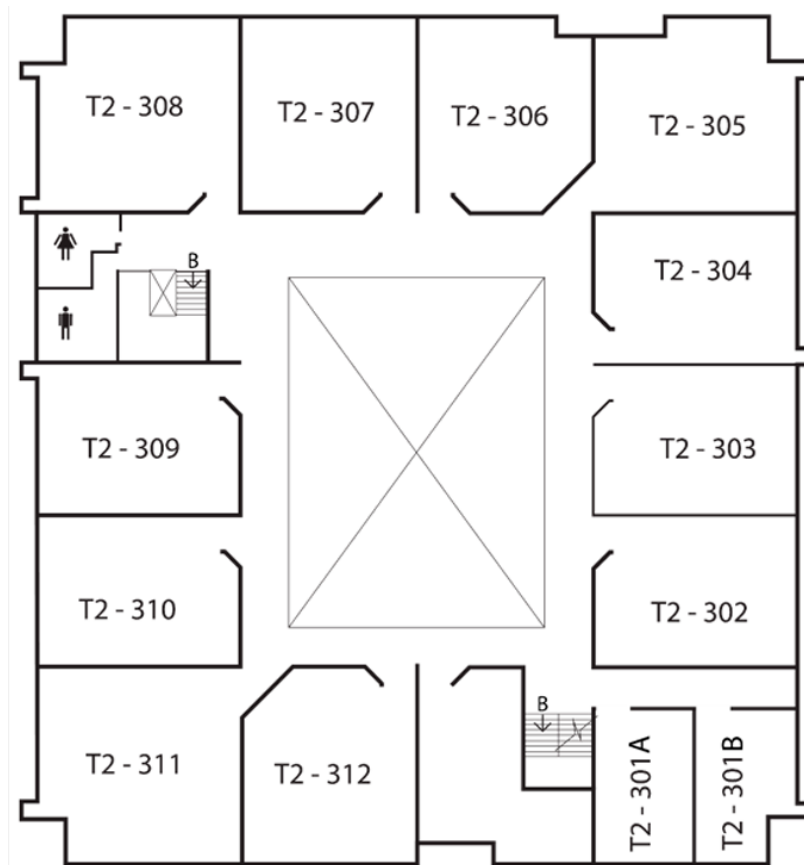 T2 - 308
T2 - 307
T2 - 306
T2 - 305
B
T2 - 304
T2 - 309
T2 - 303
T2 - 310
T2 - 302
B
T2 - 311
T2 - 312
T2 - 301A
T2 - 301B